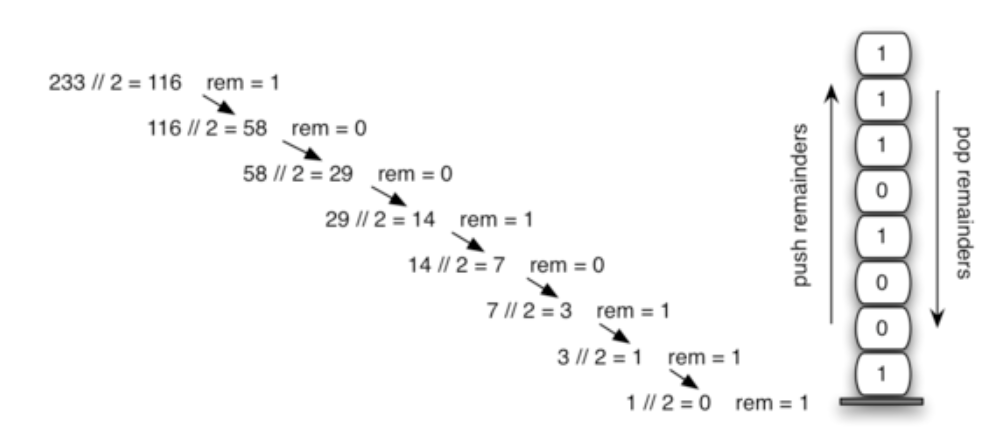 233 // 2 = 116 rem = 1
116 // 2 = 58 rem = 0
58 // 2 = 29 rem = 0
29 // 2 = 14 rem = 1
14 // 2 = 7 rem = 0
7 // 2 = 3 rem = 1
3 // 2 = 1 rem = 1
1 // 2 = 0 rem = 1
push remainders
1
1
1
0
1
0
0
1
pop remainders